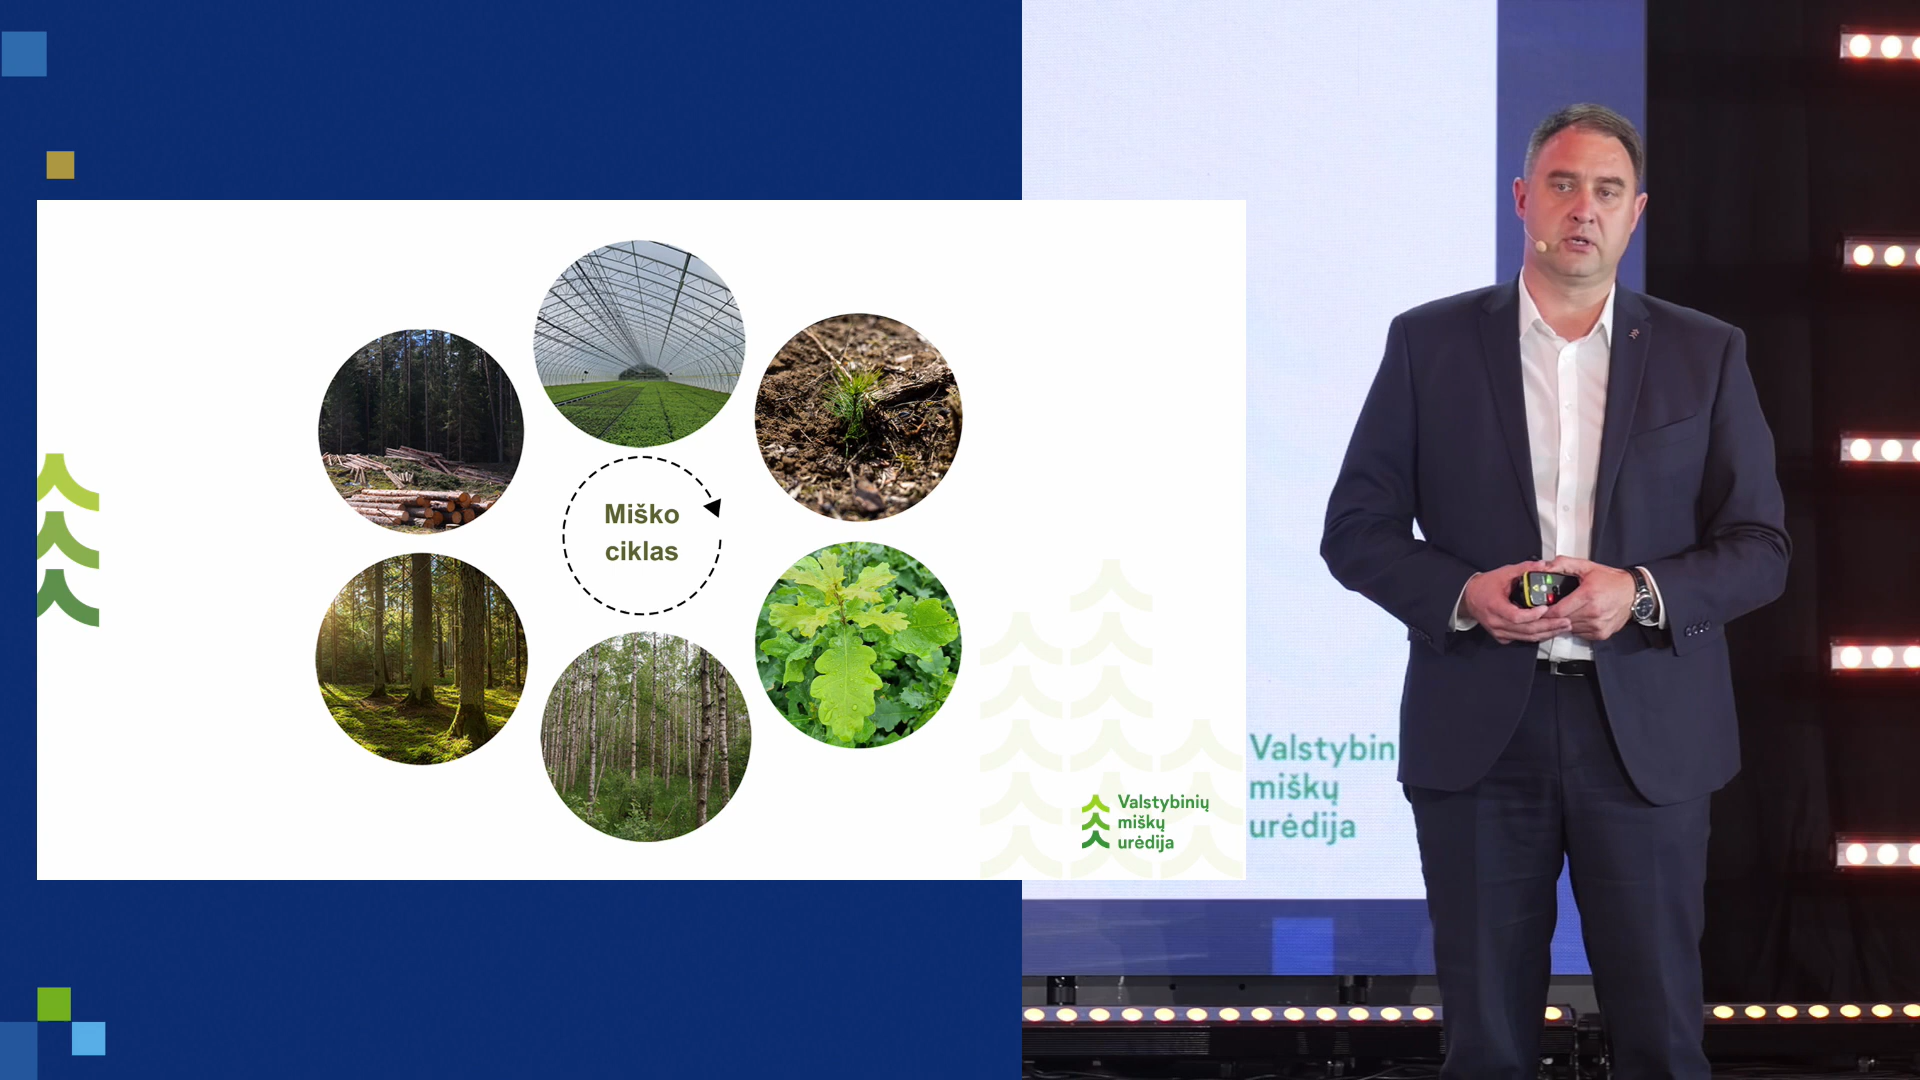 Miško
ciklas
Valstybinių
miškų
urėdija
Valstybin
miškų
urėdija